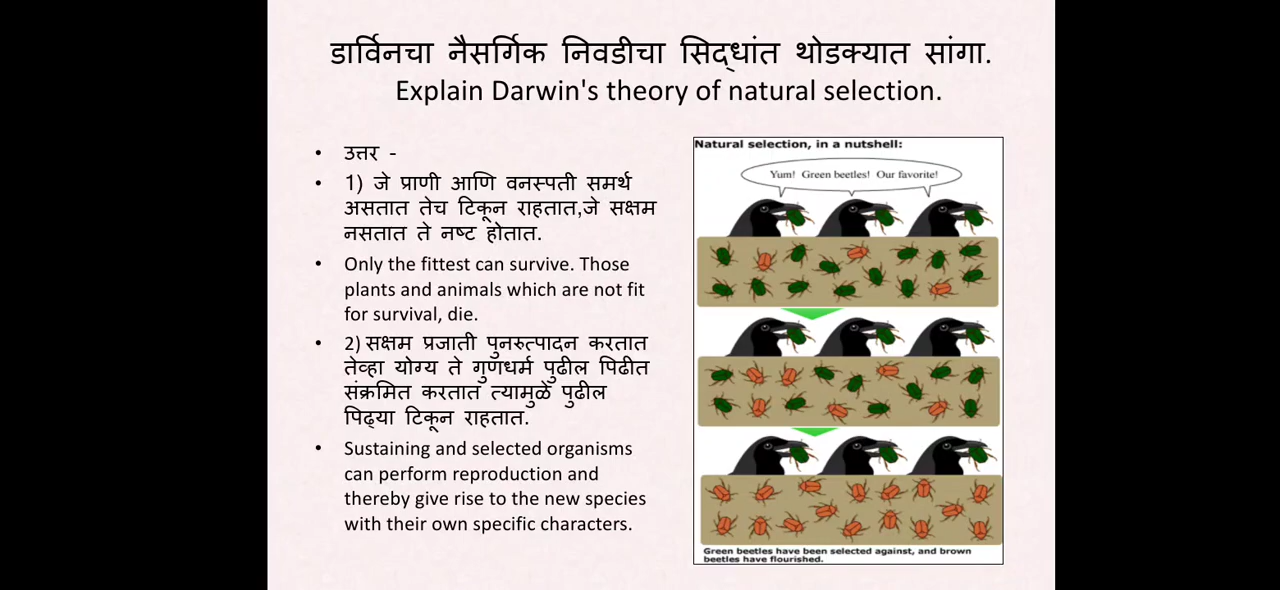 डार्विनचा नैसर्गिक निवडीचा सिद्धांत थोडक्यात सांगा.
Explain Darwin's theory of natural selection.
• उत्तर -
• 1) जे प्राणी आणि वनस्पती समर्थ
असतात तेच टिकून राहतात,जे सक्षम
नसतात ते नष्ट होतात.
• Only the fittest can survive. Those
plants and animals which are not fit
for survival, die.
• 2) सक्षम प्रजाती पुनरुत्पादन करतात
तेव्हा योग्य ते गुणधर्म पुढील पिढीत
संक्रमित करतात त्यामुळे पुढील
पिढ्या टिकून राहतात.
• Sustaining and selected organisms
can perform reproduction and
thereby give rise to the new species
with their own specific characters.
Natural selection, in a nutshell:
Yum! Green beetles! Our favorite!
Green beetles have been selected against, and brown
beetles have flourished.